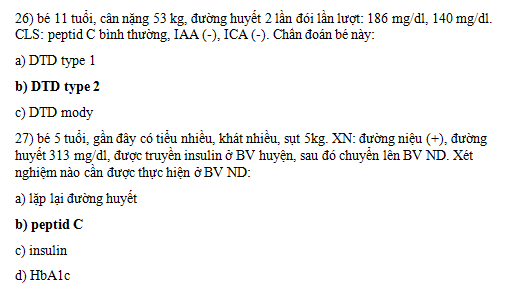 26) bé 11 tuổi, cân nặng 53 kg, đường huyết 2 lần đói lần lượt: 186 mg/dl, 140 mg/dl.
CLS: peptid C bình thường, IAA (-), ICA (-). Chẩn đoán bé này:
a) DTD type 1
b) DTD type 2
c) DTD mody
27) bé 5 tuổi, gần đây có tiểu nhiều, khát nhiều, sụt 5kg. XN: đường niệu (+), đường
huyết 313 mg/dl, được truyền insulin ở BV huyện, sau đó chuyển lên BV ND. Xét
nghiệm nào cần được thực hiện ở BV ND:
a) lặp lại đường huyết
b) peptid C
c) insulin
d) HbA1c